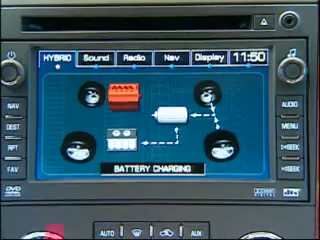 HYBRID Sound Radio Nav Display 11:50
NAV
DEST
RPT
FAV
AUDIO
MENU
SEEK
SEEK
BATTERY CHARGING
DVD
dts
AUTO AUX